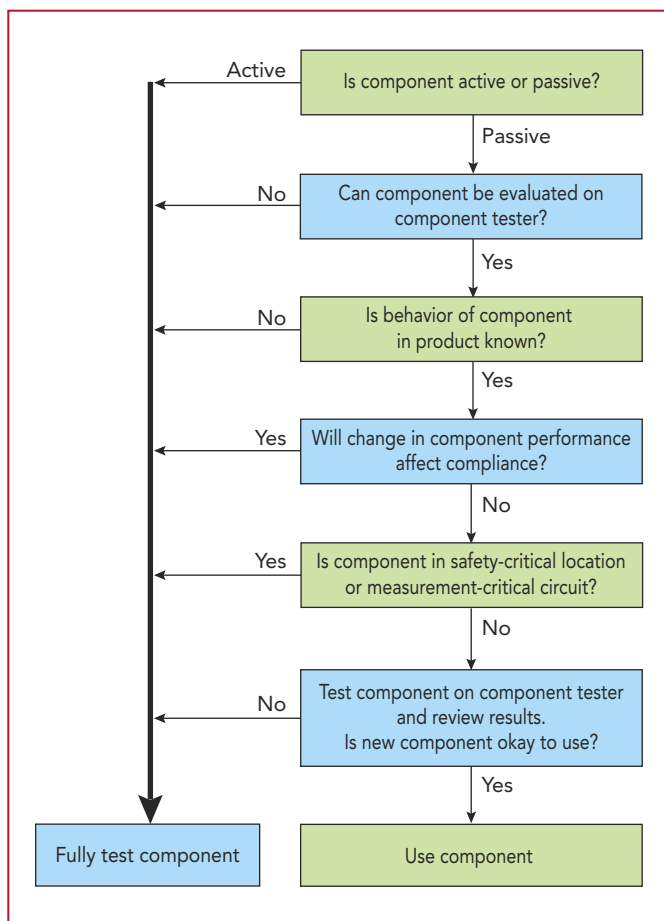 Active
Is component active or passive?
Passive
No
Can component be evaluated on
component tester?
Yes
No
Is behavior of component
in product known?
Yes
Yes
Will change in component performance
affect compliance?
No
Yes
Is component in safety-critical location
or measurement-critical circuit?
No
No
Test component on component tester
and review results.
Is new component okay to use?
Yes
Fully test component
Use component